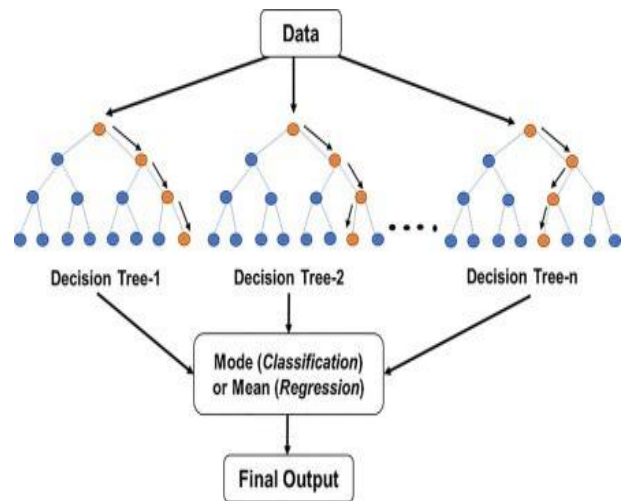 Data
Decision Tree-1
Decision Tree-2
Decision Tree-n
Mode (Classification)
or Mean (Regression)
Final Output